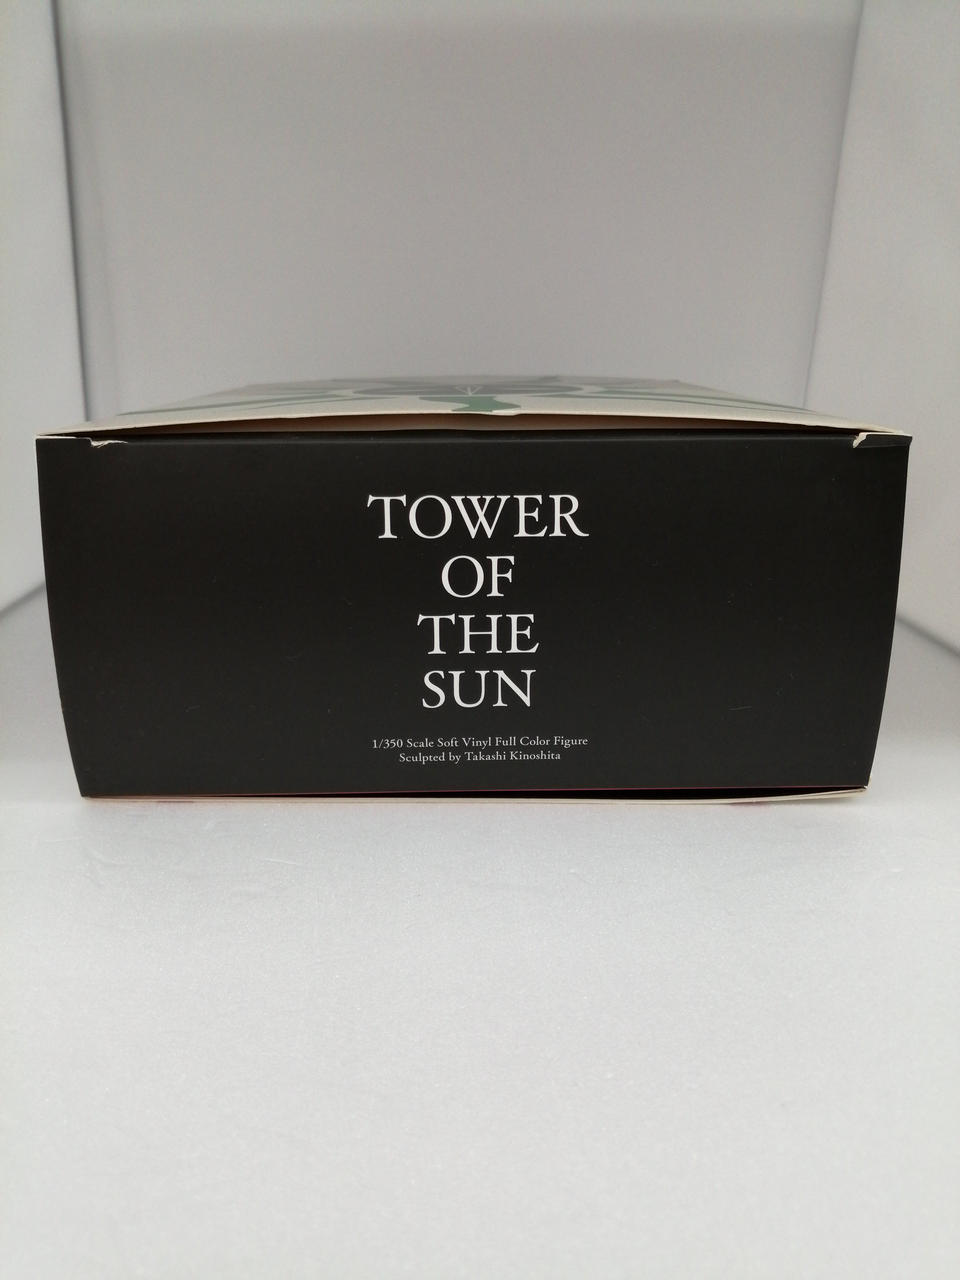 TOWER
OF
THE
SUN
1/350 Scale Soft Vinyl Full Color Figure
Sculpted by Takashi Kinoshita